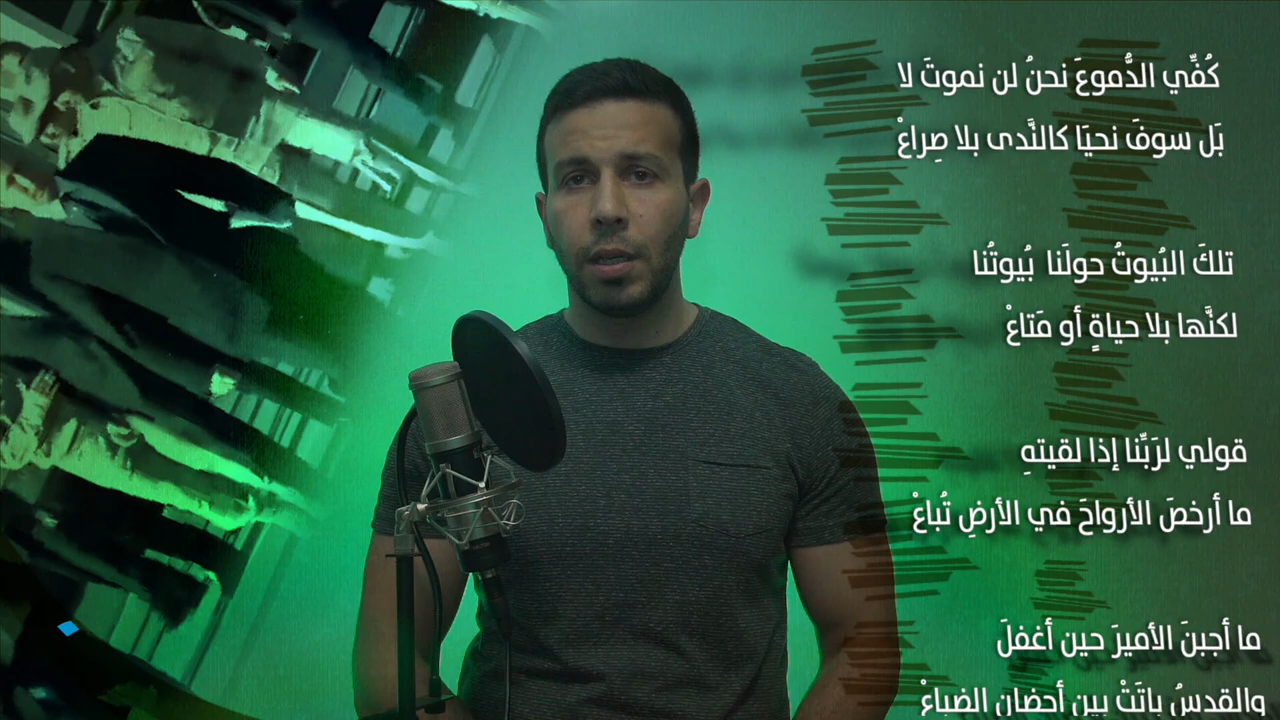 كُفِّي الدُّموعَ نحنُ لن نموتَ لا
بَل سوفَ نحيَا كالنَّدى بلا صِراعْ
تلكَ البُيوتُ حولَنا بُيوتُنا
لكنَّها بلا حياةٍ أو مَتاعْ
قولي لرَبِّنا إذا لقيتهِ
ما أرخصَ الأرواحَ في الأرضِ تُباعْ
ما أجبنَ الأميرَ حين أغفلَ
والقدسُ باتَتْ بين أحضان الضباعْ